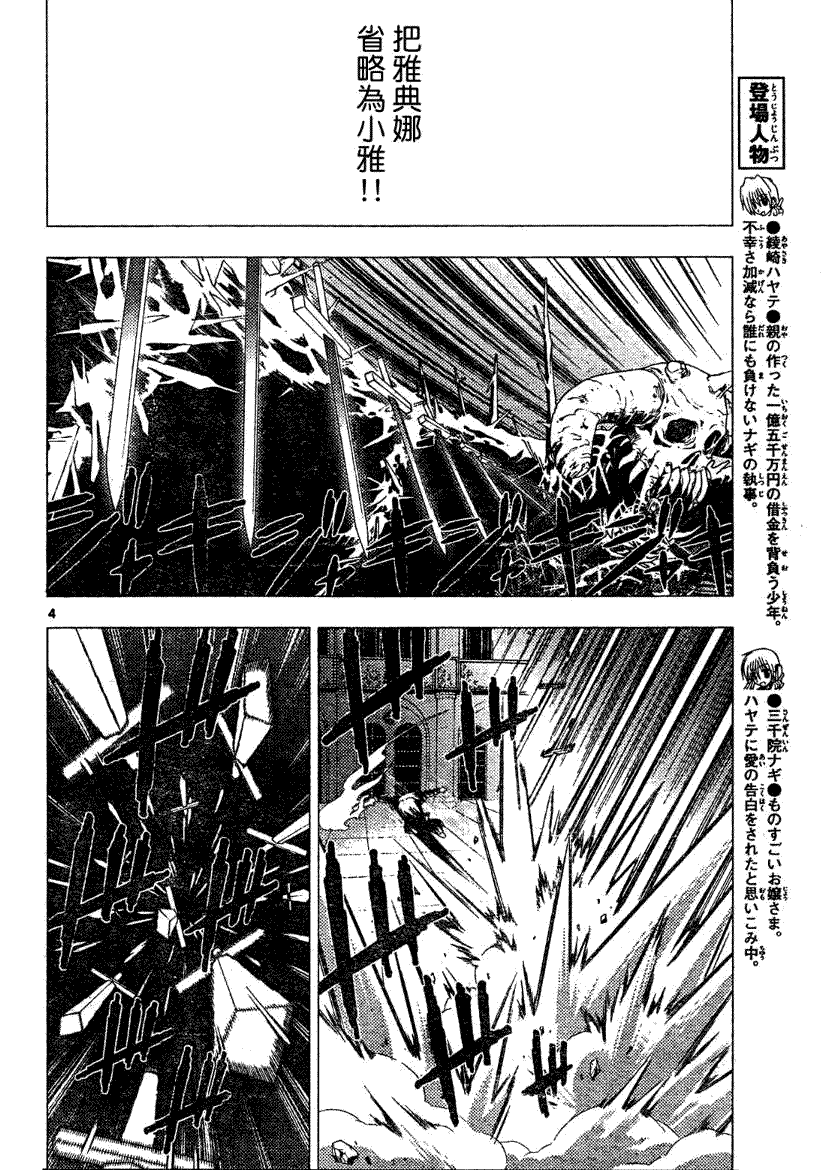 把雅典娜
省略為小雅!!
登場人物
●綾崎ハヤテ●親の作った一億五千万円の借金を背負う少年。
不幸さ加減なら誰にも負けないナギの執事。
●三千院ナギ●ものすごいお嬢さま。
ハヤテに愛の告白をされたと思いこみ中。
4